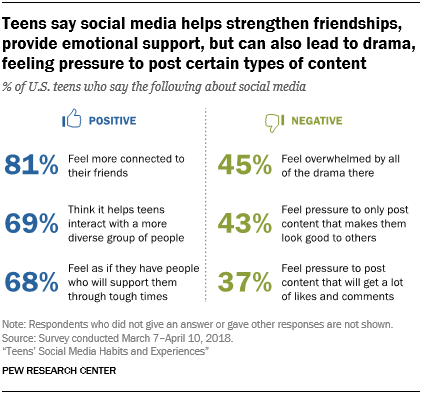 Teens say social media helps strengthen friendships,
provide emotional support, but can also lead to drama,
feeling pressure to post certain types of content
% of U.S. teens who say the following about social media
POSITIVE
81% Feel more connected to
their friends
69% Think it helps teens
interact with a more
diverse group of people
68% Feel as if they have people
who will support them
through tough times
NEGATIVE
45% Feel overwhelmed by all
of the drama there
43% Feel pressure to only post
content that makes them
look good to others
37% Feel pressure to post
content that will get a lot
of likes and comments
Note: Respondents who did not give an answer or gave other responses are not shown.
Source: Survey conducted March 7–April 10, 2018.
“Teens’ Social Media Habits and Experiences”
PEW RESEARCH CENTER